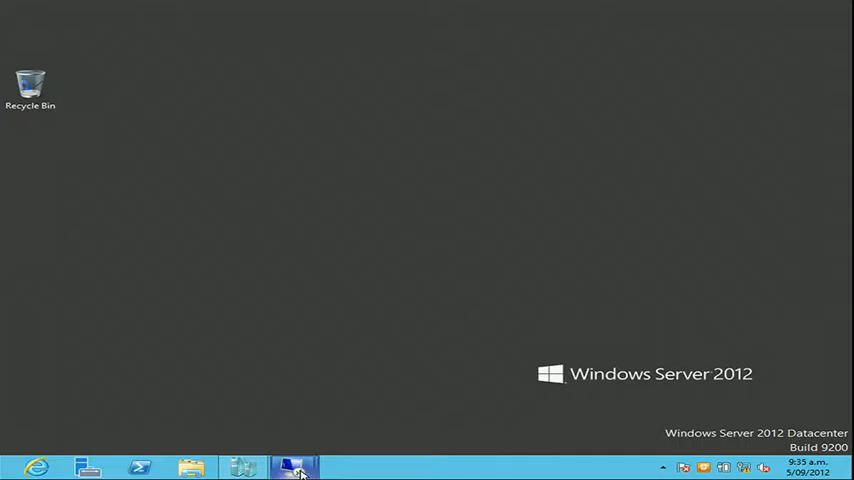 Recycle Bin
Windows Server 2012
Windows Server 2012 Datacenter
Build 9200
9:35 a.m.
5/09/2012